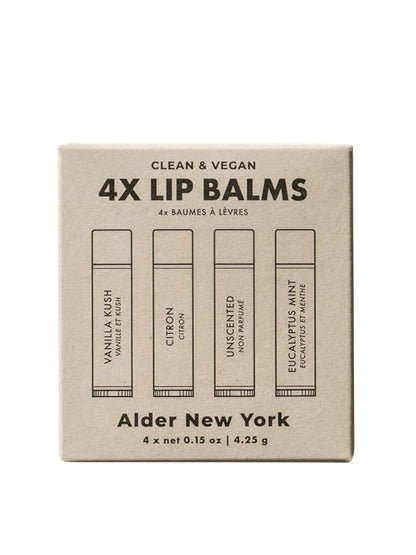 CLEAN & VEGAN
4X LIP BALMS
4x BAUMES À LÈVRES
VANILLA KUSH
VANILLE ET KUSH
CITRON
CITRON
UNSCENTED
NON PARFUMÉ
EUCALYPTUS MINT
EUCALYPTUS ET MENTHE
Alder New York
4 x net 0.15 oz | 4.25 g